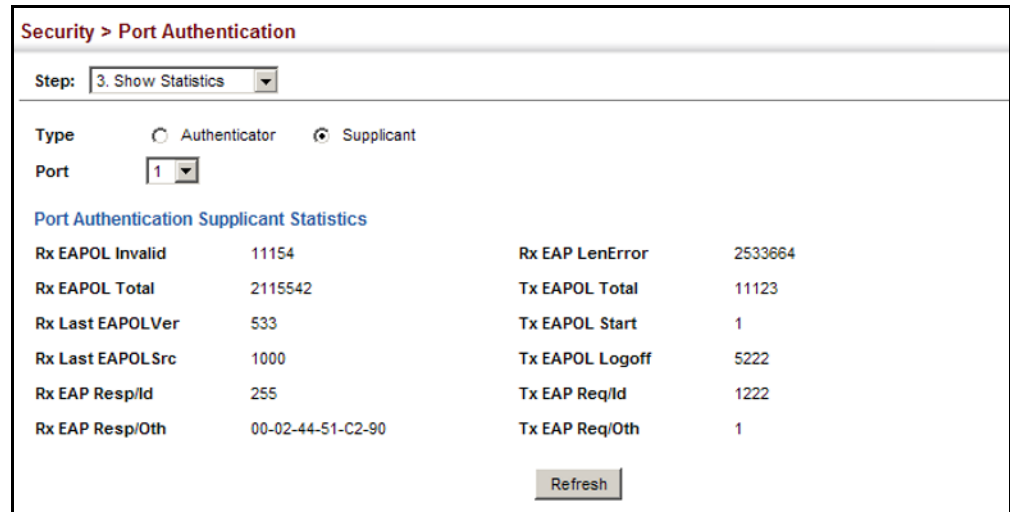 Security > Port Authentication
Step: 3. Show Statistics
Type Authenticator Supplicant
Port 1
Port Authentication Supplicant Statistics
Rx EAPOL Invalid 11154 Rx EAP LenError 2533664
Rx EAPOL Total 2115542 Tx EAPOL Total 11123
Rx Last EAPOLVer 533 Tx EAPOL Start 1
Rx Last EAPOLSrc 1000 Tx EAPOL Logoff 5222
Rx EAP Resp/Id 255 Tx EAP Req/Id 1222
Rx EAP Resp/Oth 00-02-44-51-C2-90 Tx EAP Req/Oth 1
Refresh